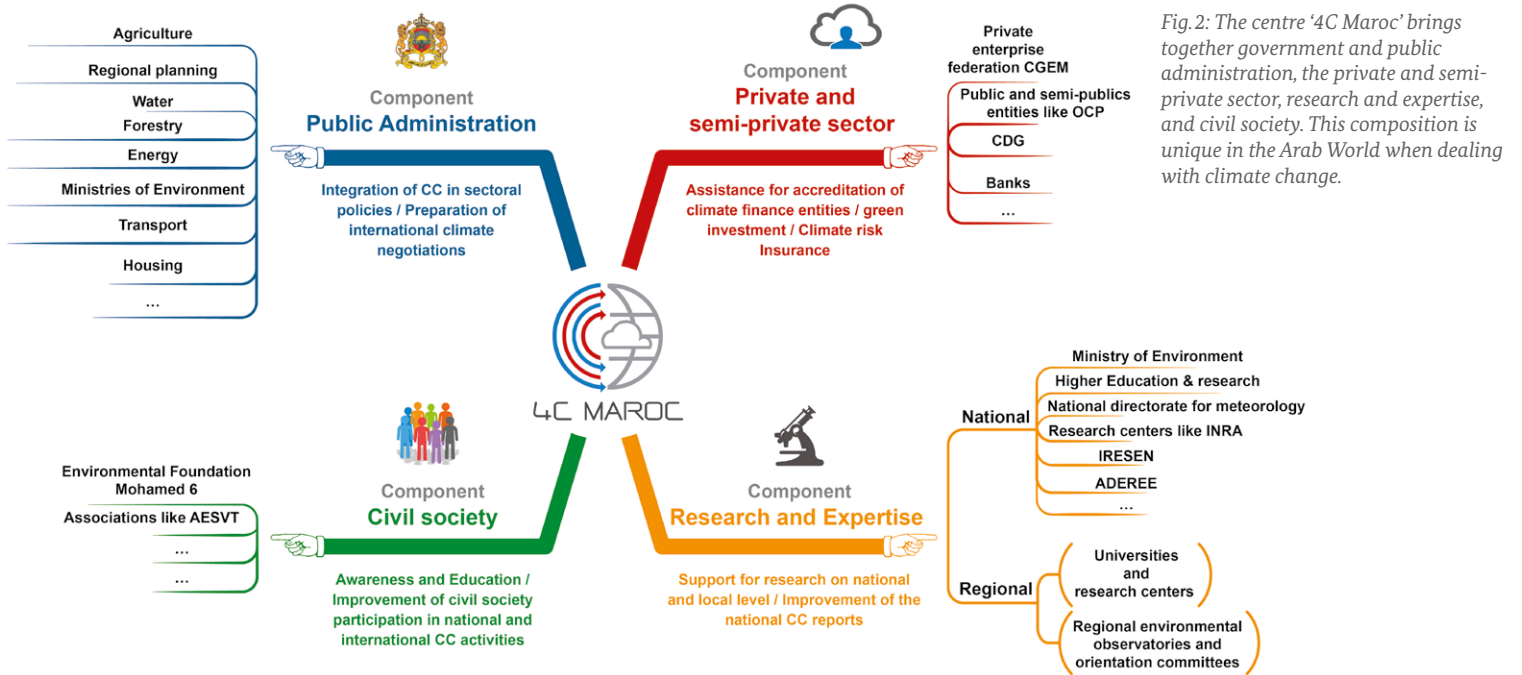 Agriculture
Regional planning
Water
Forestry
Energy
Ministries of Environment
Transport
Housing
...
Component
Public Administration
Integration of CC in sectoral
policies / Preparation of
international climate
negotiations
Component
Private and
semi-private sector
Assistance for accreditation of
climate finance entities / green
investment / Climate risk
Insurance
Private
enterprise
federation CGEM
Public and semi-publics
entities like OCP
CDG
Banks
...
Fig. 2: The centre ‘4C Maroc’ brings
together government and public
administration, the private and semi-
private sector, research and expertise,
and civil society. This composition is
unique in the Arab World when dealing
with climate change.
4C MAROC
Environmental Foundation
Mohamed 6
Associations like AESVT
...
...
Component
Civil society
Awareness and Education /
Improvement of civil society
participation in national and
international CC activities
Component
Research and Expertise
Support for research on national
and local level / Improvement of the
national CC reports
National
Ministry of Environment
Higher Education & research
National directorate for meteorology
Research centers like INRA
IRESEN
ADEREE
...
Regional
Universities
and
research centers
Regional environmental
observatories and
orientation committees